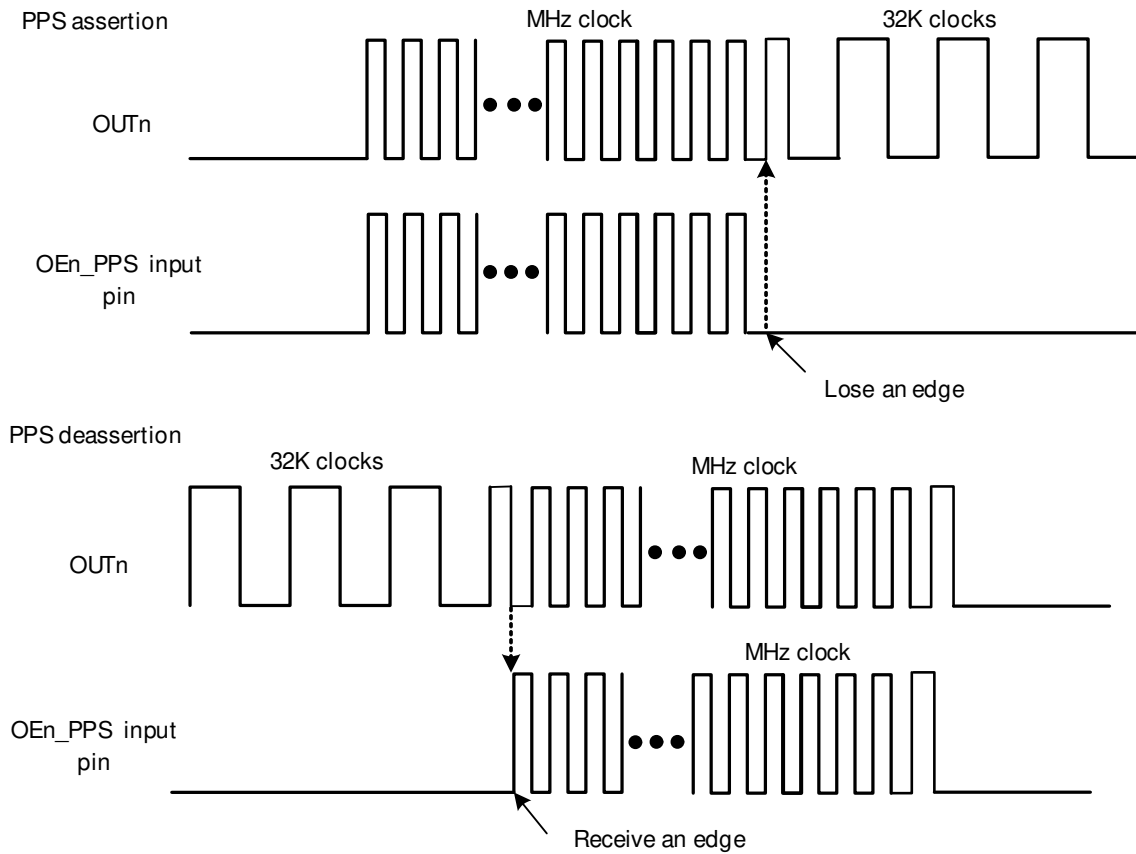 PPS assertion
MHz clock
32K clocks
OUTn
OEn_PPS input
pin
Lose an edge
PPS deassertion
32K clocks
MHz clock
OUTn
MHz clock
OEn_PPS input
pin
Receive an edge